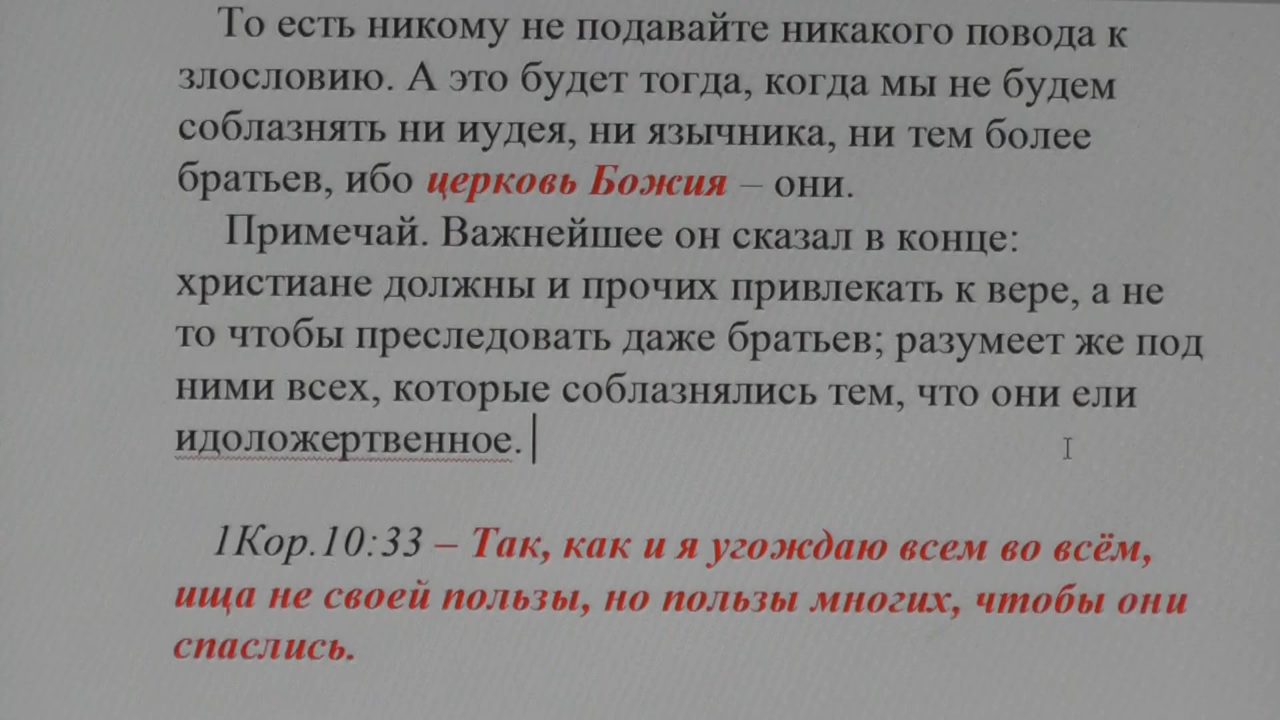 То есть никому не подавайте никакого повода к
злословию. А это будет тогда, когда мы не будем
соблазнять ни иудея, ни язычника, ни тем более
братьев, ибо церковь Божия – они.
Примечай. Важнейшее он сказал в конце:
христиане должны и прочих привлекать к вере, а не
то чтобы преследовать даже братьев; разумеет же под
ними всех, которые соблазнялись тем, что они ели
идоложертвенное.
1Кор.10:33 – Так, как и я угождаю всем во всём,
ища не своей пользы, но пользы многих, чтобы они
спаслись.